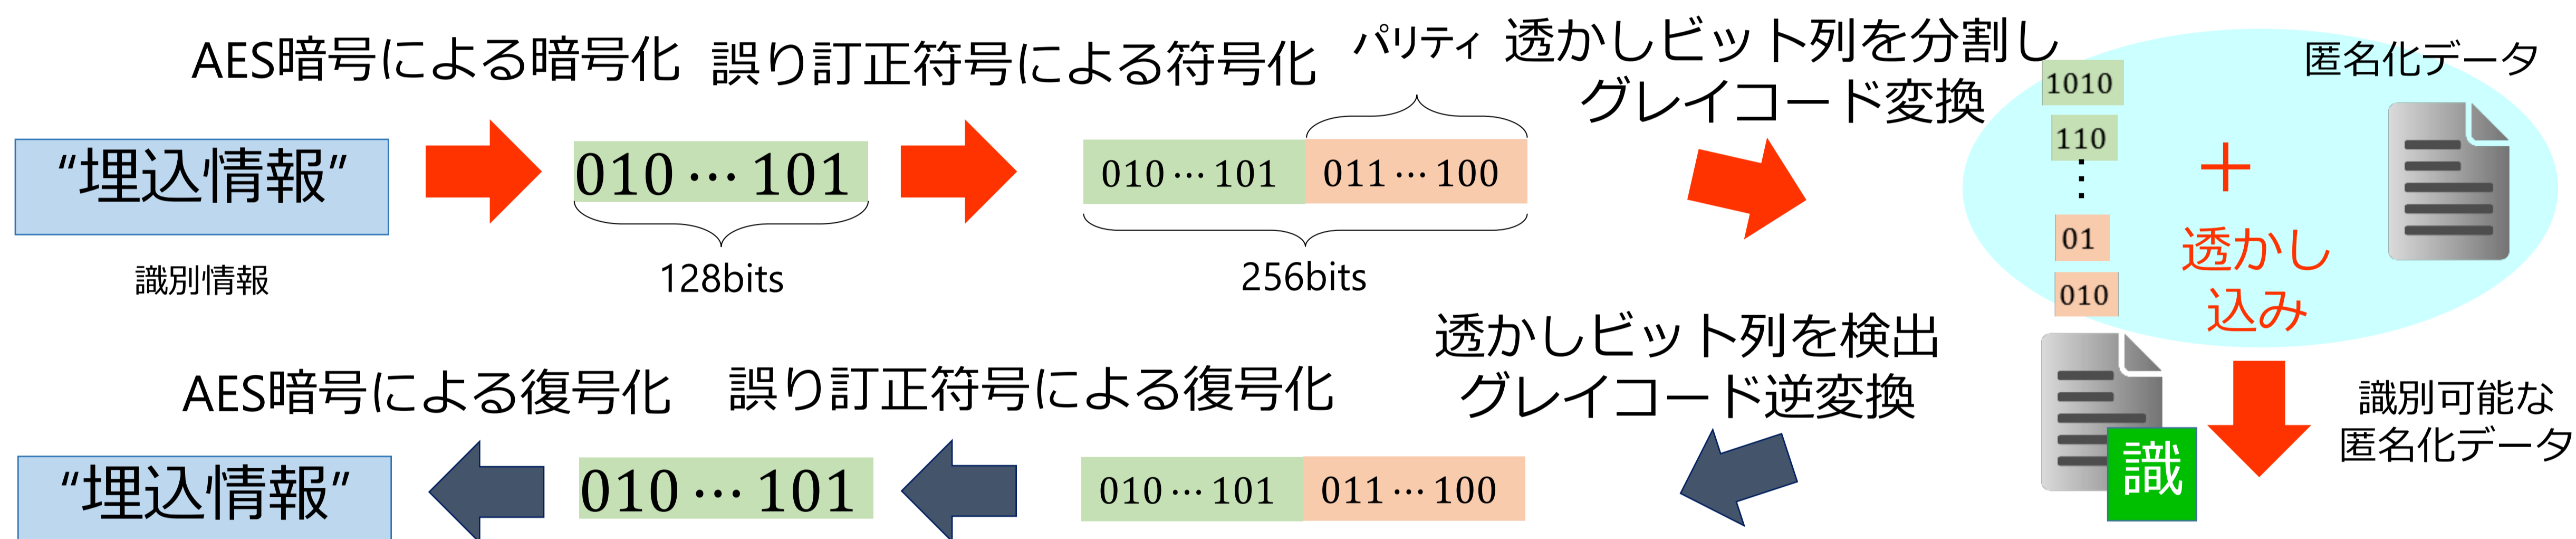 AES暗号による暗号化
誤り訂正符号による符号化
パリティ
透かしビット列を分割し
グレイコード変換
匿名化データ
“埋込情報”
010⋯101
010⋯101
011⋯100
1010
110
⋮
01
010
+
透かし
込み
識別情報
128bits
256bits
AES暗号による復号化
誤り訂正符号による復号化
透かしビット列を検出
グレイコード逆変換
識別可能な
匿名化データ
“埋込情報”
010⋯101
010⋯101
011⋯100
識